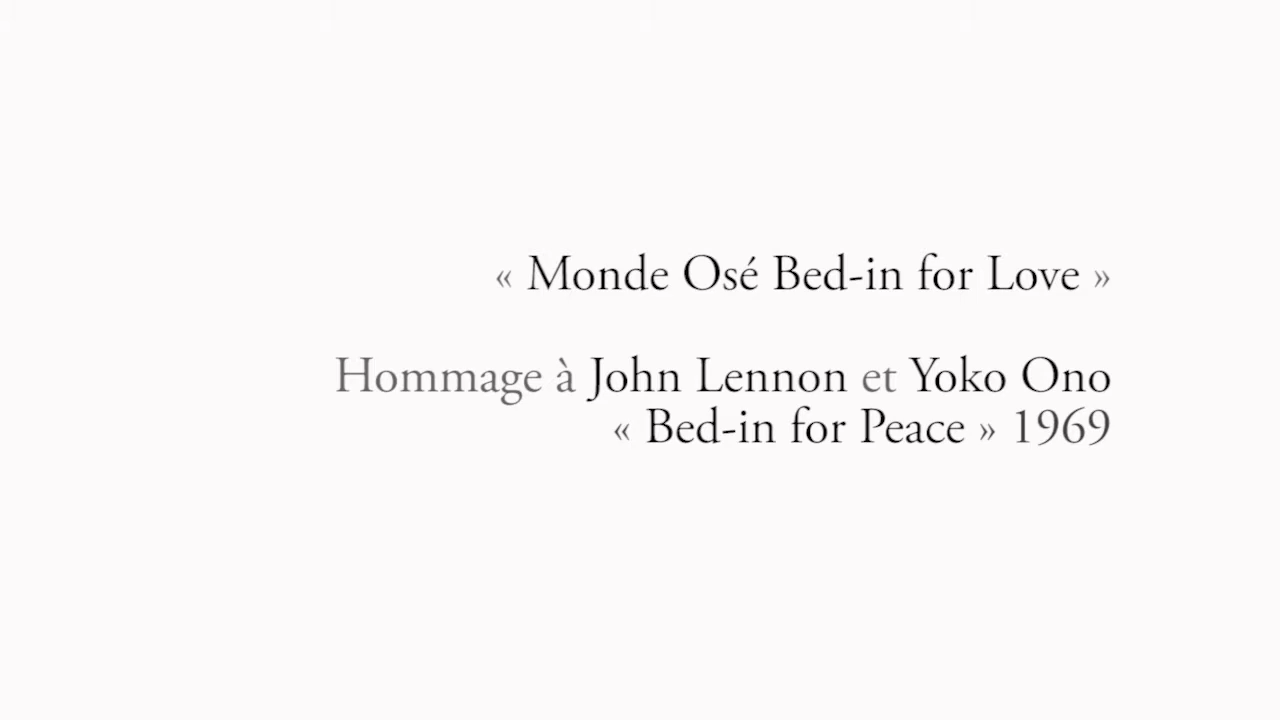 « Monde Osé Bed-in for Love »
Hommage à John Lennon et Yoko Ono
« Bed-in for Peace » 1969